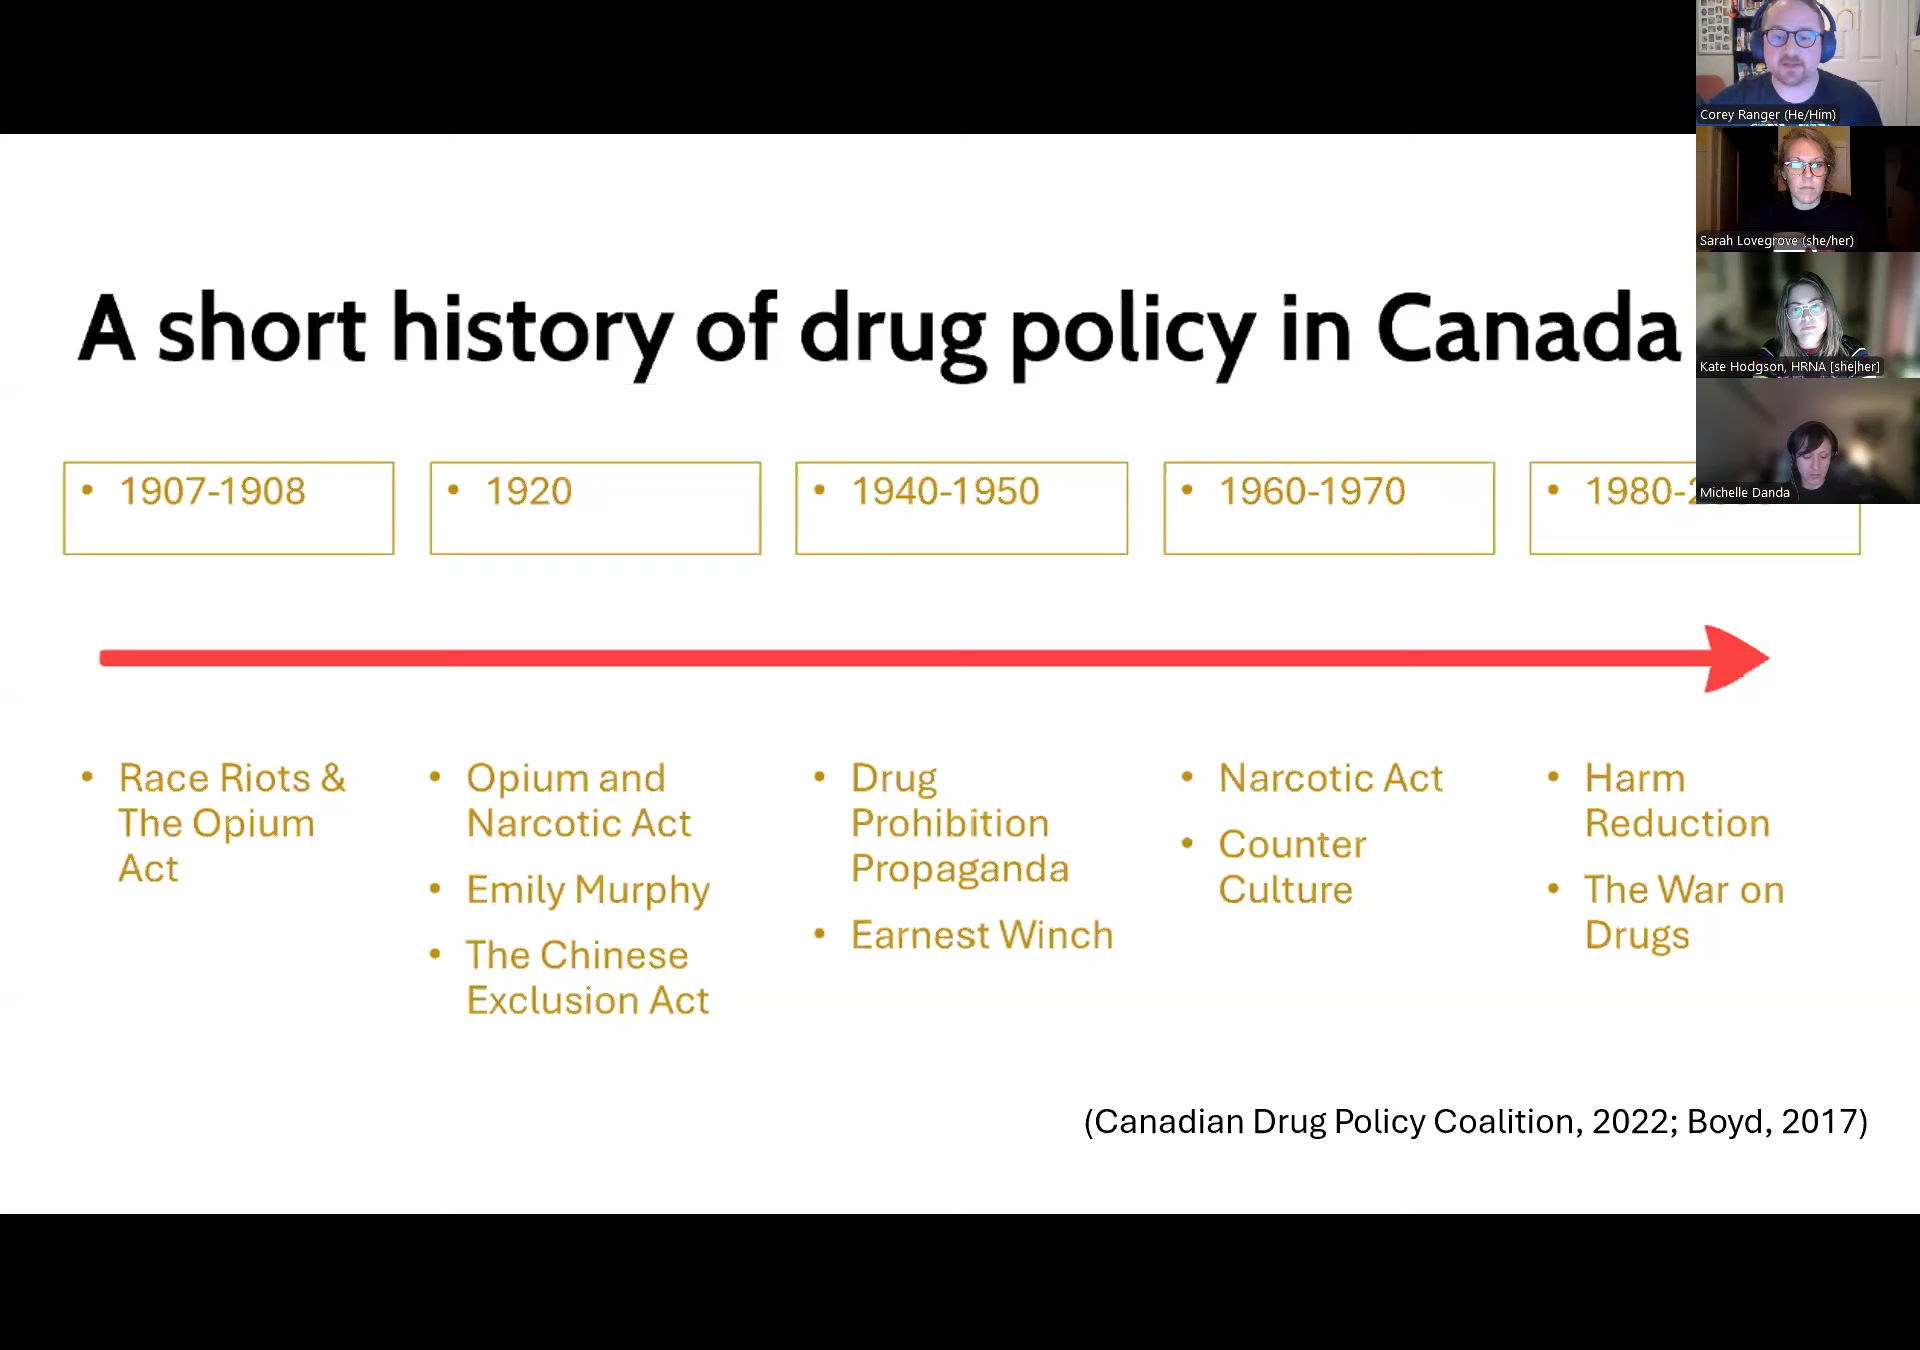 A short history of drug policy in Canada
• 1907-1908
• 1920
• 1940-1950
• 1960-1970
• 1980-
• Race Riots &
The Opium
Act
• Opium and
Narcotic Act
• Emily Murphy
• The Chinese
Exclusion Act
• Drug
Prohibition
Propaganda
• Earnest Winch
• Narcotic Act
• Counter
Culture
• Harm
Reduction
• The War on
Drugs
(Canadian Drug Policy Coalition, 2022; Boyd, 2017)
Corey Ranger (He/Him)
Sarah Lovegrove (she/her)
Kate Hodgson, HRNA [she|her]
Michelle Danda